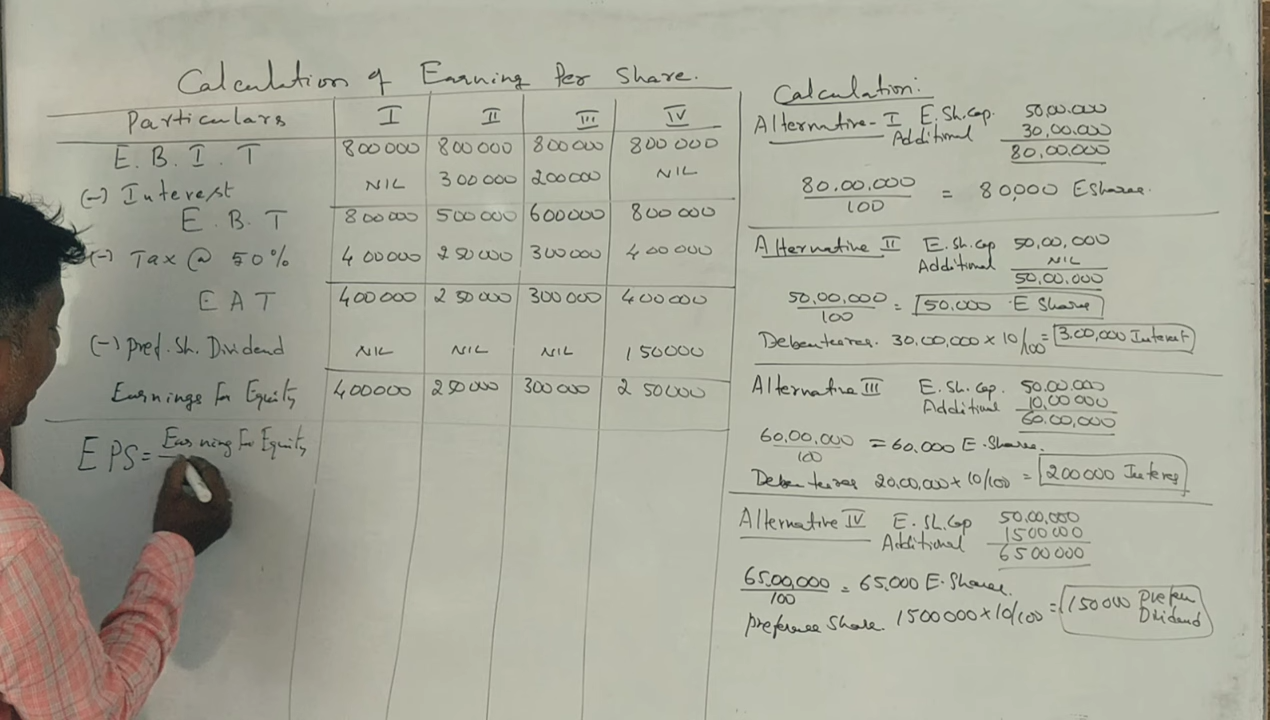 Calculation of Earning Per Share.
Particulars I II III IV
E. B. I. T 800000 800000 800000 800000
(-) Interest NIL 300000 200000 NIL
E. B. T 800000 500000 600000 800000
(-) Tax @ 50% 400000 250000 300000 400000
E A T 400000 250000 300000 400000
(-) Pref. Sh. Dividend NIL NIL NIL 150000
Earnings For Equity 400000 250000 300000 250000
EPS = Earning For Equity
Calculation:
Alternative - I E. Sh. Cap. 50,00,000
Additional 30,00,000
80,00,000
80,00,000
100
= 80,000 E Shares.
Alternative II E. Sh. Cap 50,00,000
Additional NIL
50,00,000
50,00,000
100
= 50,000 E Shares
Debentures. 30,00,000 × 10/100 = 3,00,000 Interest
Alternative III E. Sh. Cap. 50,00,000
Additional 10,00,000
60,00,000
60,00,000
100
= 60,000 E. Shares.
Debentures 20,00,000 × 10/100 = 200000 Interest
Alternative IV E. Sh. Cap 50,00,000
Additional 1500000
6500000
65,00,000
100
= 65,000 E. Shares.
Preference Share. 1500000 × 10/100 = 150000 Prefern
Dividend